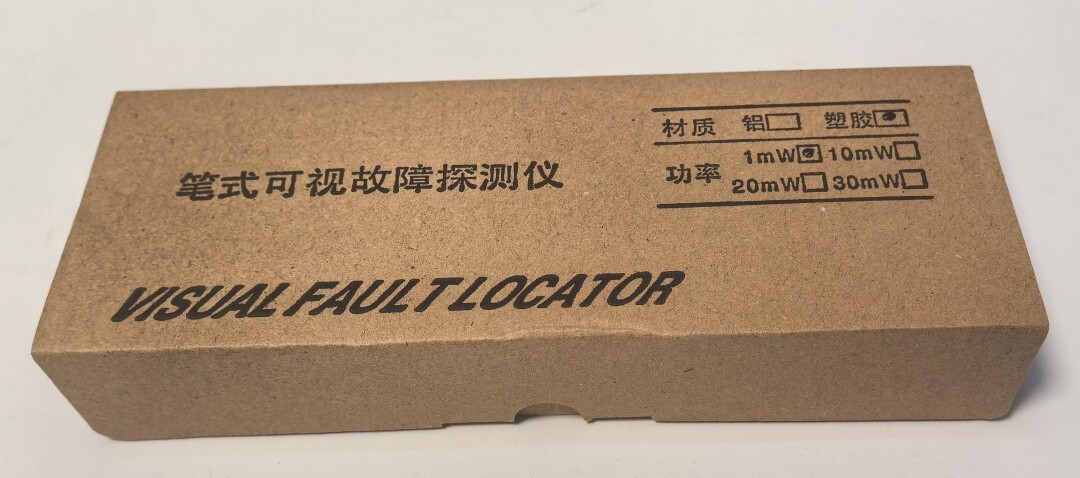 笔式可视故障探测仪
VISUAL FAULT LOCATOR
材质 铝 塑胶
功率 1mW 10mW
20mW 30mW